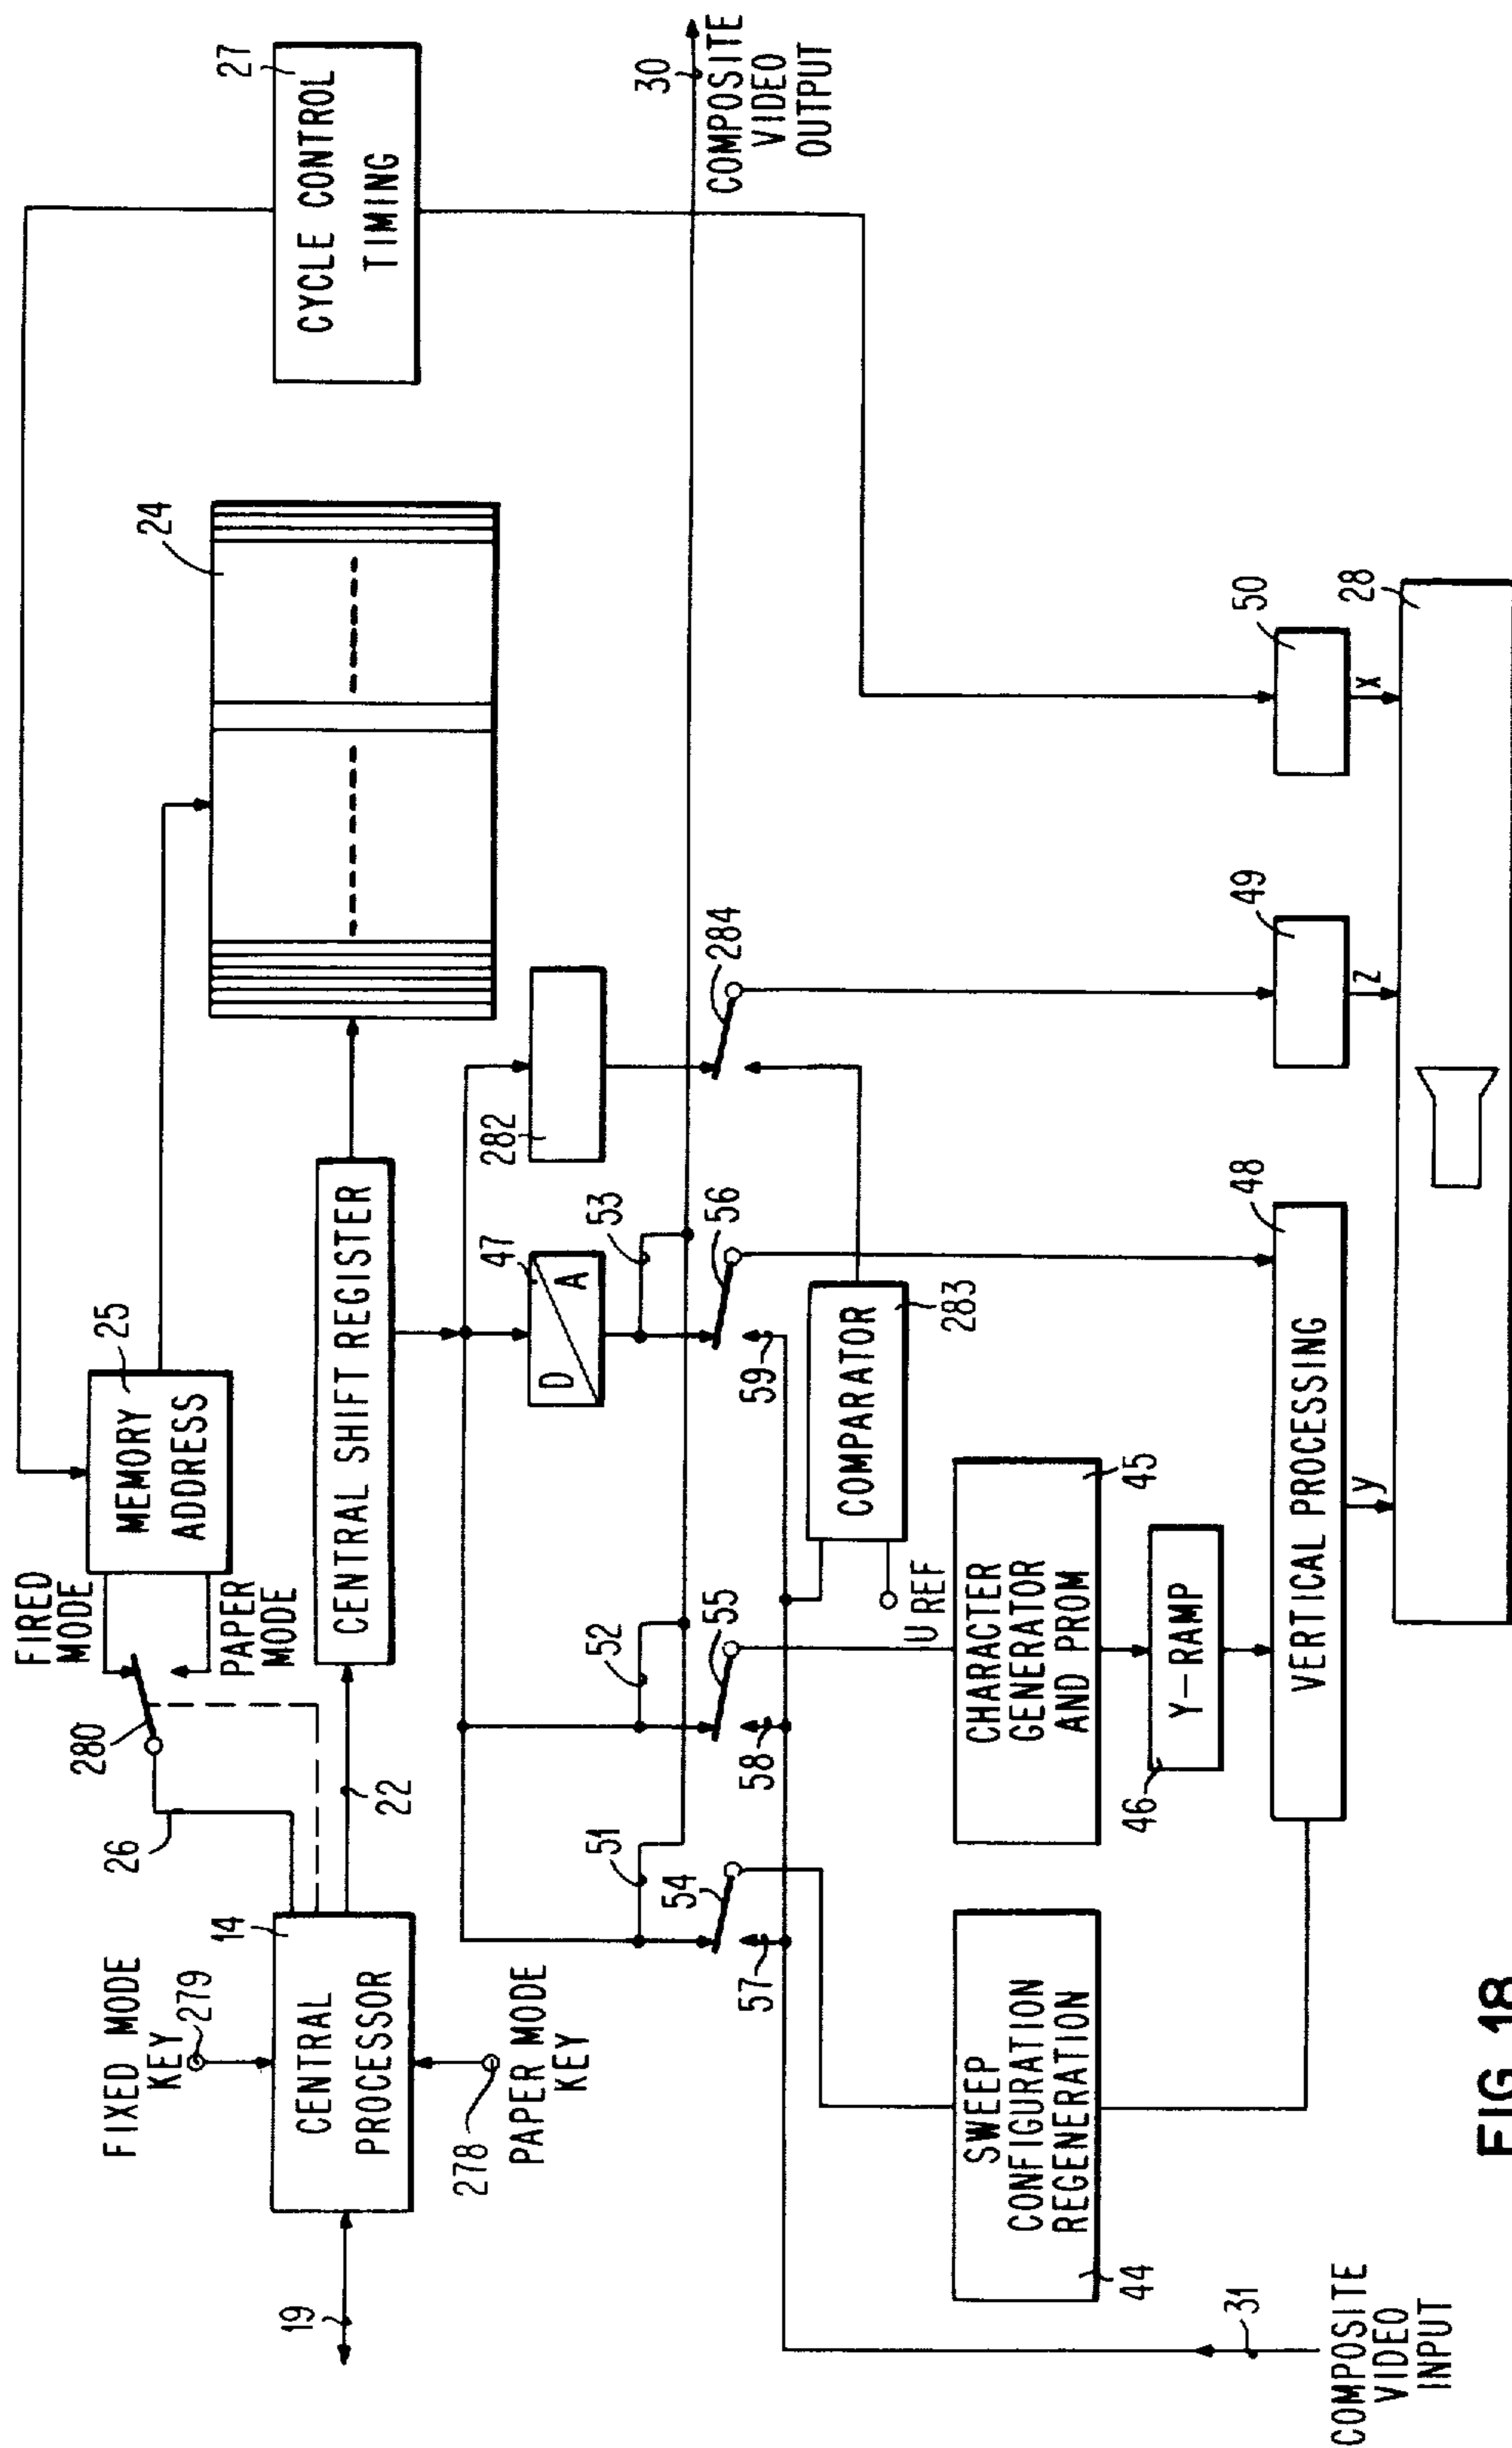 FIXED MODE
KEY
279
14
CENTRAL
PROCESSOR
19
278
PAPER MODE
KEY
26
280
22
FIRED
MODE
PAPER
MODE
25
MEMORY
ADDRESS
CENTRAL SHIFT REGISTER
24
27
CYCLE CONTROL
TIMING
51
52
47
D
A
53
282
54
55
56
284
30
COMPOSITE
VIDEO
OUTPUT
57
58
59
COMPARATOR
283
U REF
SWEEP
CONFIGURATION
REGENERATION
44
CHARACTER
GENERATOR
AND PROM
45
46
Y-RAMP
VERTICAL PROCESSING
48
49
50
y
z
x
28
31
COMPOSITE
VIDEO
INPUT
FIG. 18